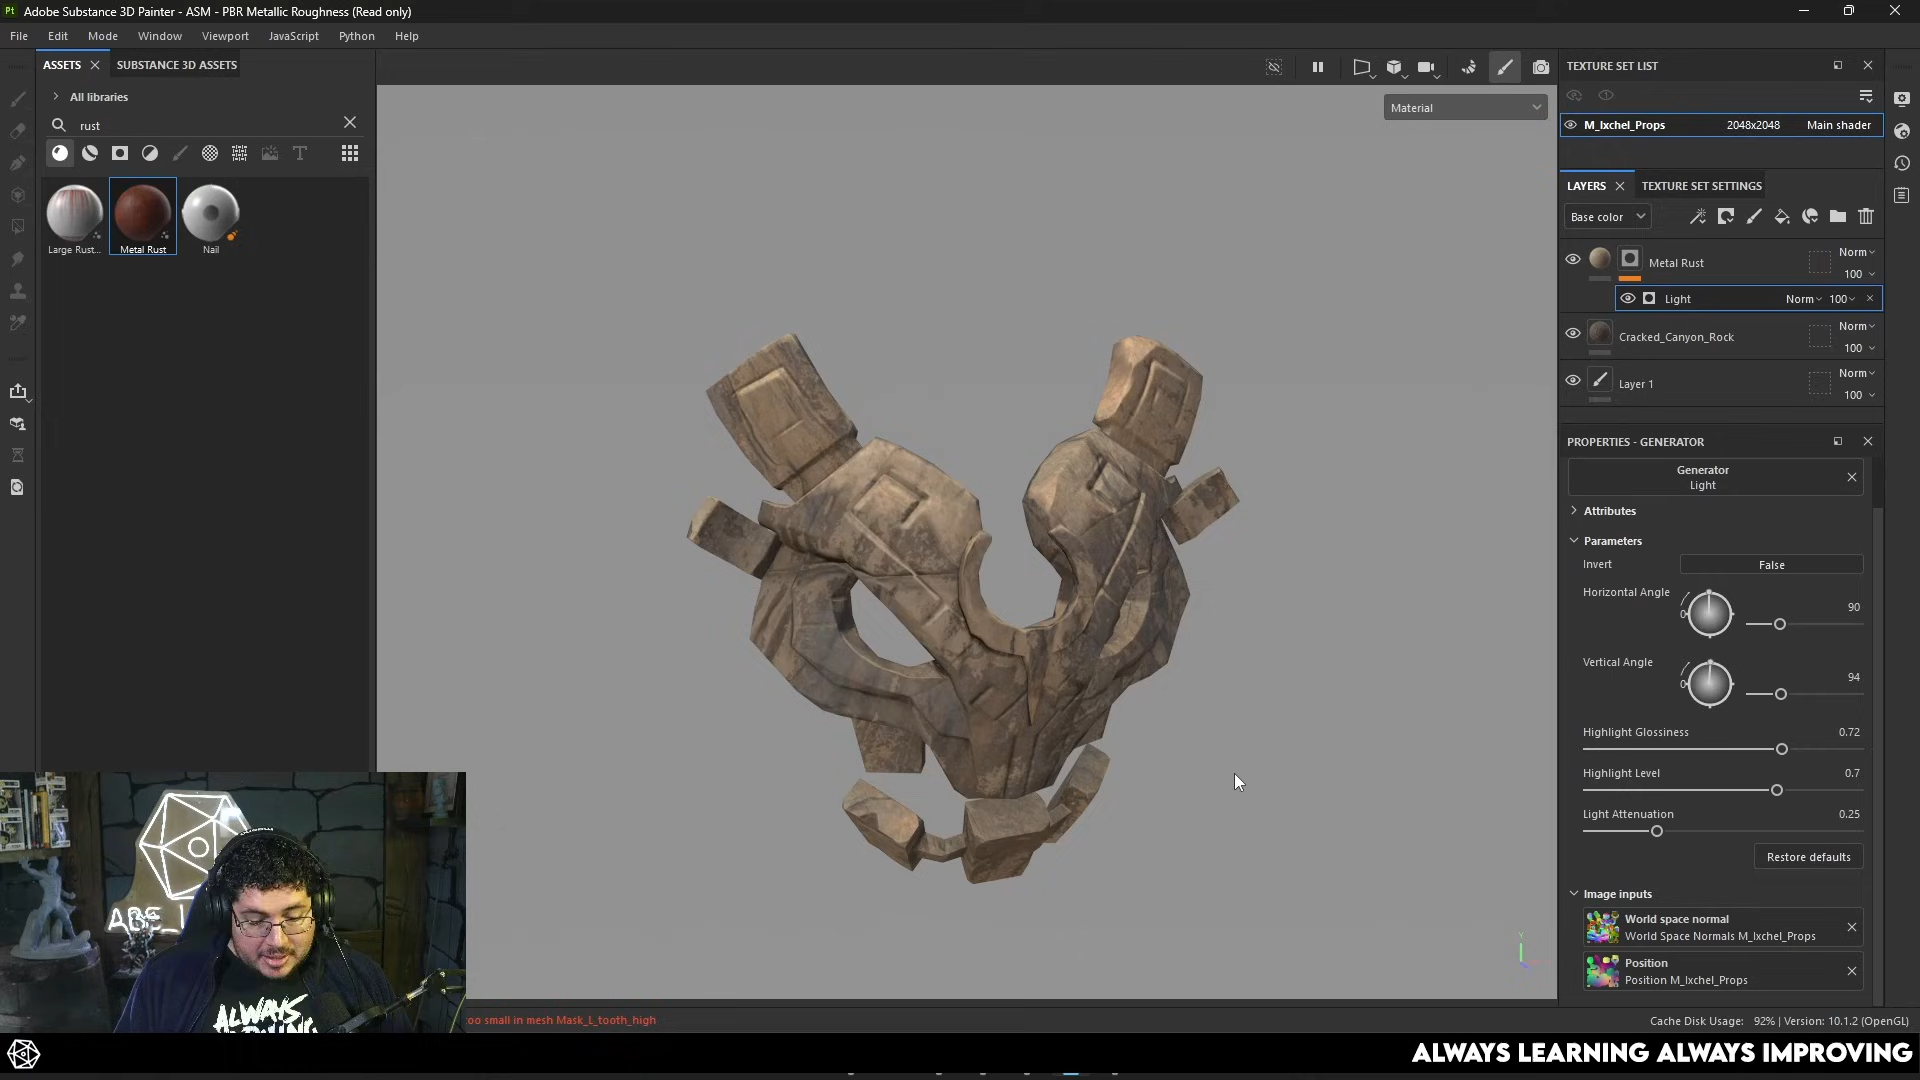 Pt Adobe Substance 3D Painter - ASM - PBR Metallic Roughness (Read only)
File Edit Mode Window Viewport JavaScript Python Help
ASSETS
SUBSTANCE 3D ASSETS
All libraries
rust
Large Rust...
Metal Rust
Nail
Material
TEXTURE SET LIST
M_Ixchel_Props 2048x2048 Main shader
LAYERS
TEXTURE SET SETTINGS
Base color
Metal Rust Norm 100
Light Norm 100
Cracked_Canyon_Rock Norm 100
Layer 1 Norm 100
PROPERTIES - GENERATOR
Generator
Light
Attributes
Parameters
Invert False
Horizontal Angle 0 90
Vertical Angle 0 94
Highlight Glossiness 0.72
Highlight Level 0.7
Light Attenuation 0.25
Restore defaults
Image inputs
World space normal
World Space Normals M_Ixchel_Props
Position
Position M_Ixchel_Props
Y
too small in mesh Mask_L_tooth_high
Cache Disk Usage: 92% | Version: 10.1.2 (OpenGL)
ABE_L
ALWAYS
ALWAYS LEARNING ALWAYS IMPROVING